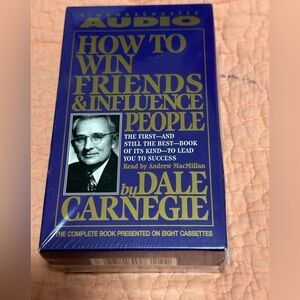 SIMON & SCHUSTER
AUDIO
HOW TO
WIN
FRIENDS
& INFLUENCE
PEOPLE
THE FIRST—AND
STILL THE BEST—BOOK
OF ITS KIND—TO LEAD
YOU TO SUCCESS
Read by Andrew MacMillan
by DALE
CARNEGIE
THE COMPLETE BOOK PRESENTED ON EIGHT CASSETTES